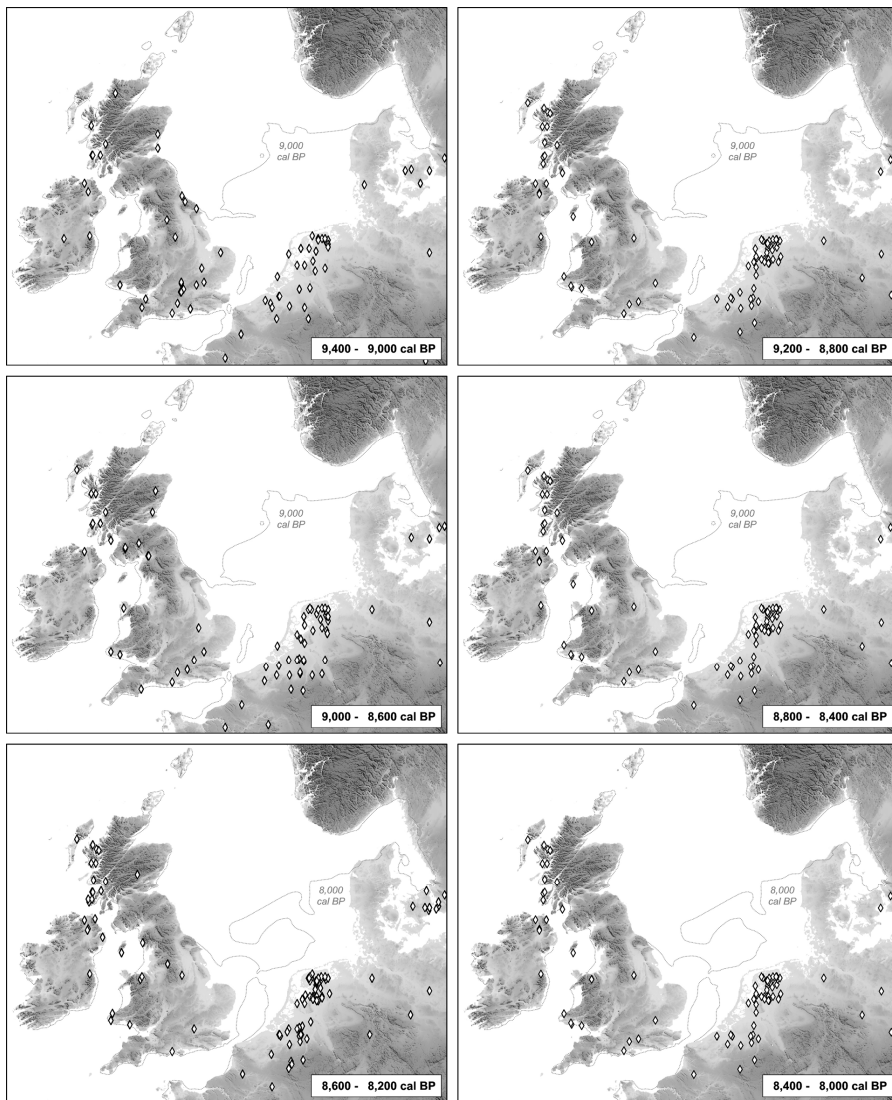 9,000
cal BP
9,400 - 9,000 cal BP
9,000
cal BP
9,200 - 8,800 cal BP
9,000
cal BP
9,000 - 8,600 cal BP
9,000
cal BP
8,800 - 8,400 cal BP
8,000
cal BP
8,600 - 8,200 cal BP
8,000
cal BP
8,400 - 8,000 cal BP